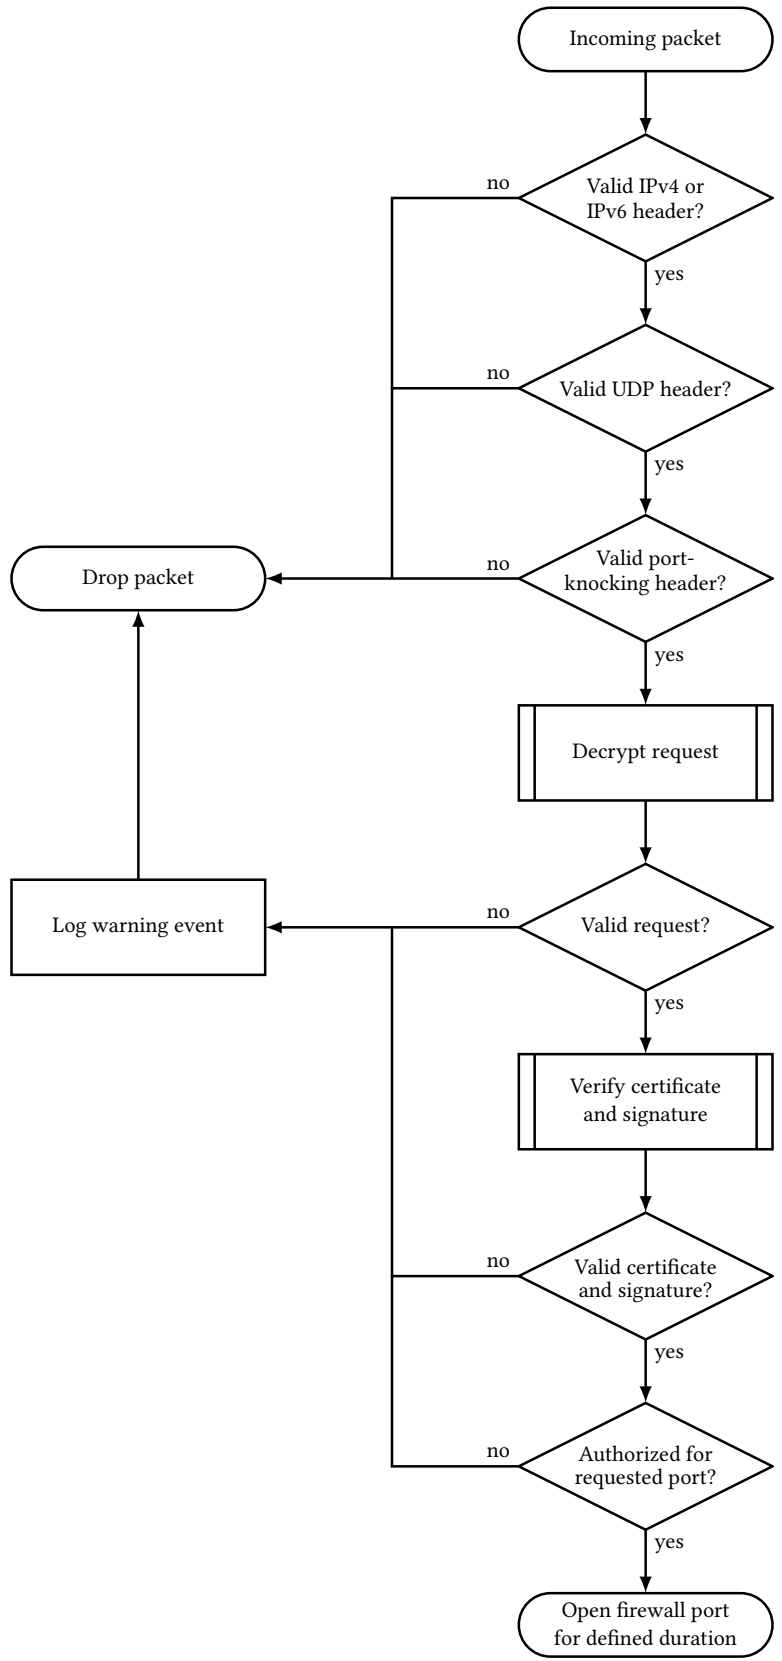 Incoming packet
no
Valid IPv4 or
IPv6 header?
yes
no
Valid UDP header?
yes
Drop packet
no
Valid port-
knocking header?
yes
Decrypt request
Log warning event
no
Valid request?
yes
Verify certificate
and signature
no
Valid certificate
and signature?
yes
no
Authorized for
requested port?
yes
Open firewall port
for defined duration